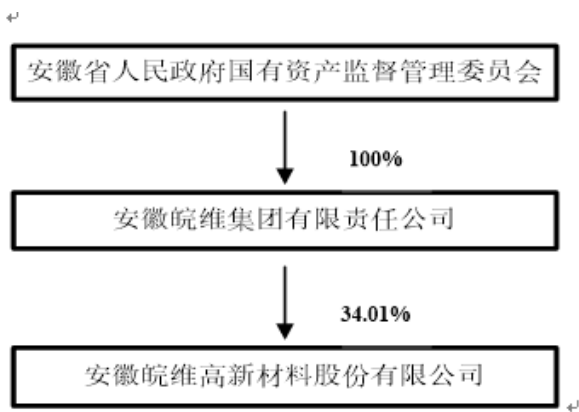 安徽省人民政府国有资产监督管理委员会
100%
安徽皖维集团有限责任公司
34.01%
安徽皖维高新材料股份有限公司